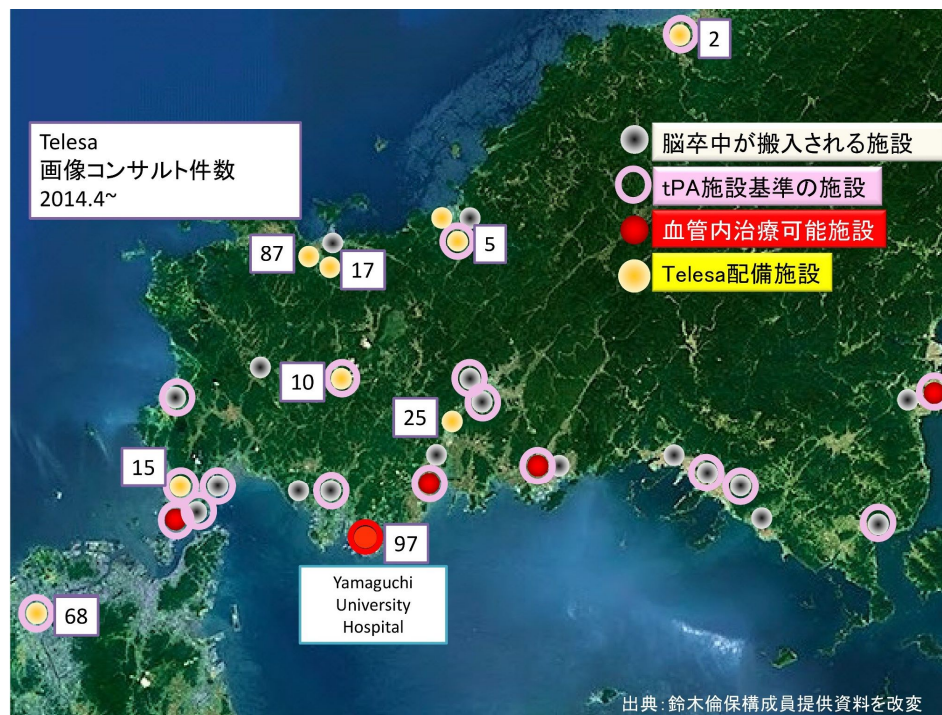 2
Telesa
画像コンサルト件数
2014.4~
脳卒中が搬入される施設
tPA施設基準の施設
血管内治療可能施設
Telesa配備施設
87
17
5
10
25
15
97
Yamaguchi
University
Hospital
68
出典:鈴木倫保構成員提供資料を改変